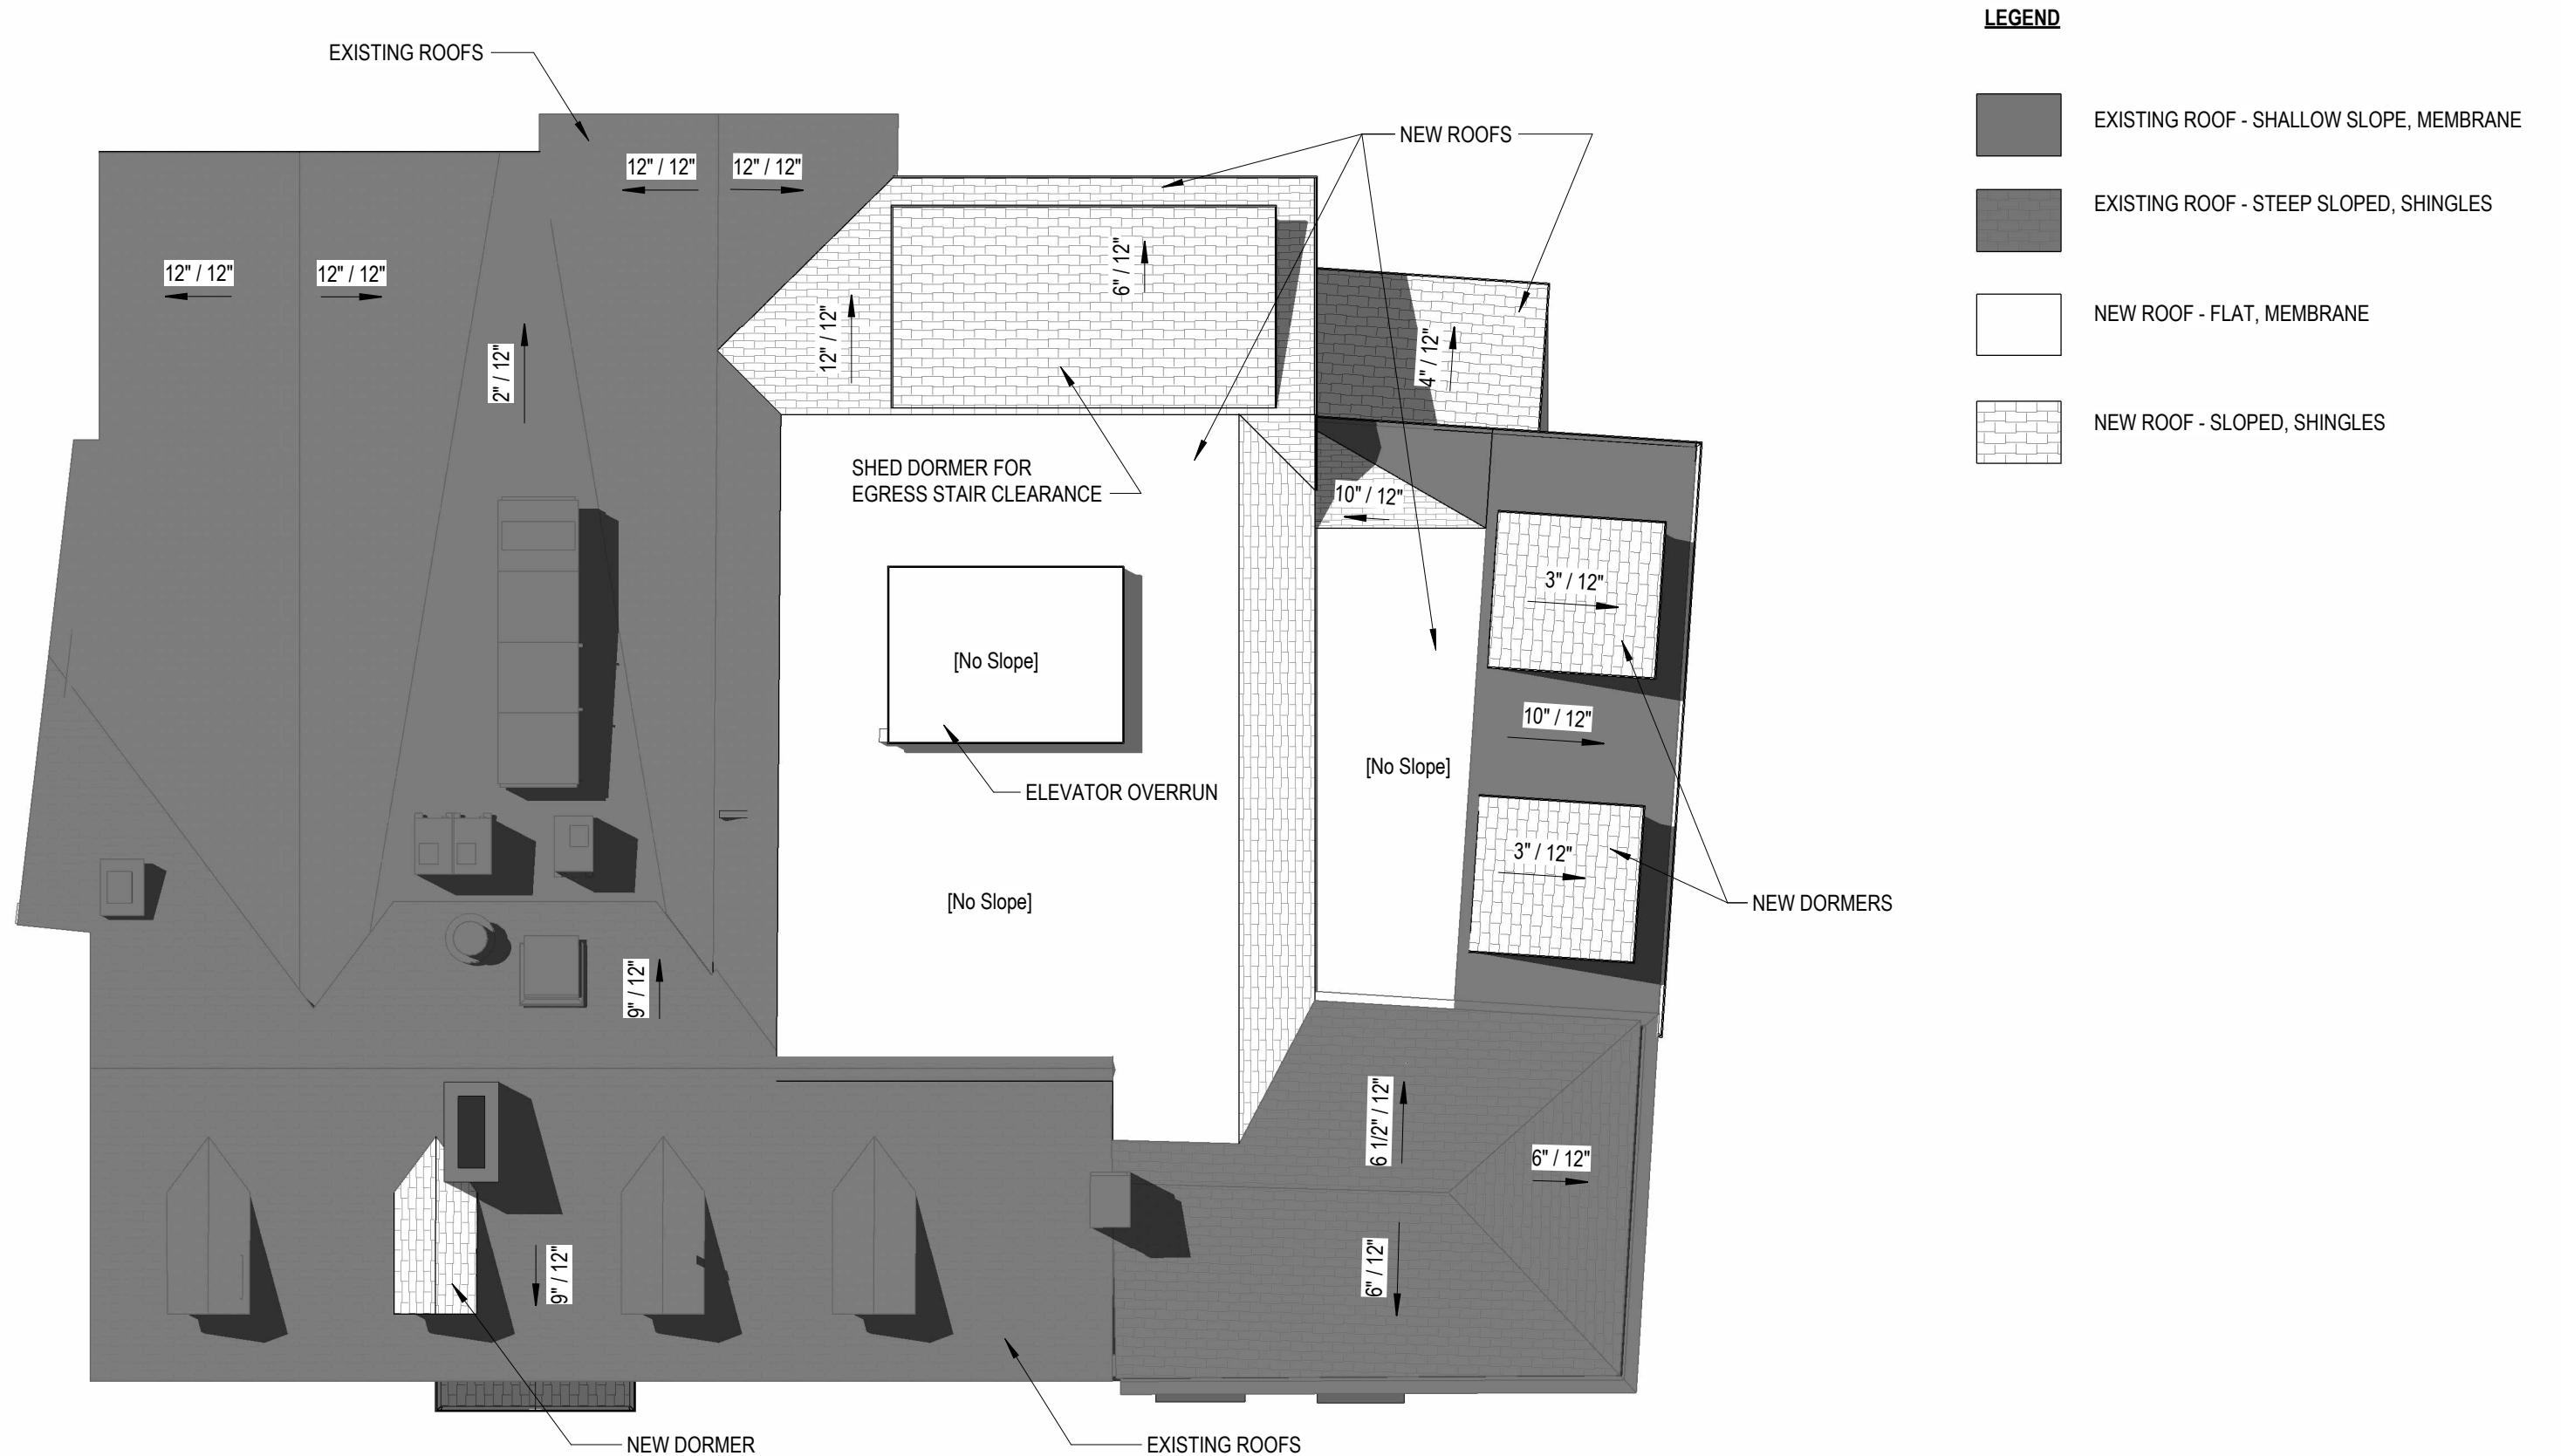 LEGEND
EXISTING ROOFS
EXISTING ROOF - SHALLOW SLOPE, MEMBRANE
NEW ROOFS
12" / 12"
12" / 12"
EXISTING ROOF - STEEP SLOPED, SHINGLES
12" / 12"
12" / 12"
6" / 12"
NEW ROOF - FLAT, MEMBRANE
12" / 12"
2" / 12"
4" / 12"
NEW ROOF - SLOPED, SHINGLES
SHED DORMER FOR
EGRESS STAIR CLEARANCE
10" / 12"
3" / 12"
[No Slope]
10" / 12"
[No Slope]
ELEVATOR OVERRUN
3" / 12"
[No Slope]
NEW DORMERS
9" / 12"
6 1/2" / 12"
6" / 12"
9" / 12"
6" / 12"
NEW DORMER
EXISTING ROOFS